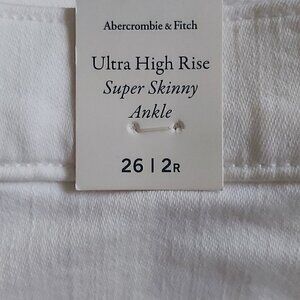 Abercrombie & Fitch
Ultra High Rise
Super Skinny
Ankle
26 | 2R